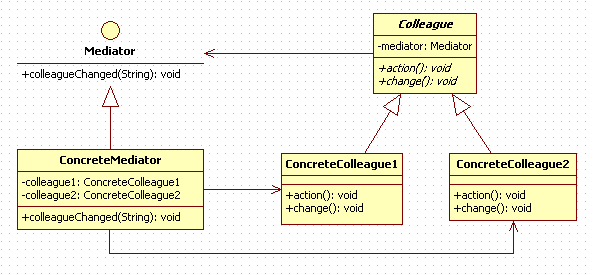 Mediator
+colleagueChanged(String): void
Colleague
-mediator: Mediator
+action(): void
+change(): void
ConcreteMediator
-colleague1: ConcreteColleague1
-colleague2: ConcreteColleague2
+colleagueChanged(String): void
ConcreteColleague1
+action(): void
+change(): void
ConcreteColleague2
+action(): void
+change(): void